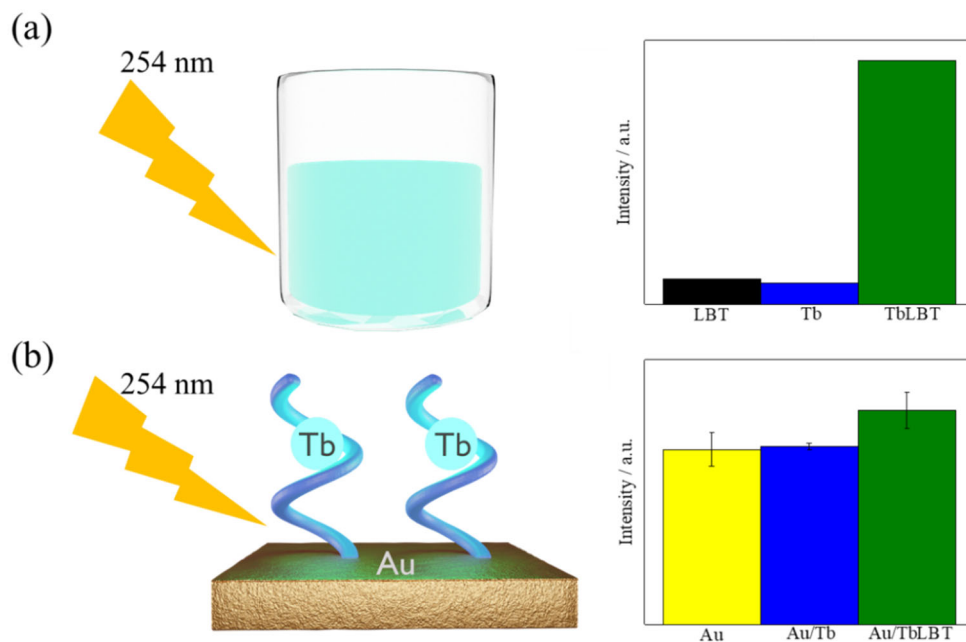 (a)
254 nm
Intensity / a.u.
LBT Tb TbLBT
(b)
254 nm
Tb Tb
Au
Intensity / a.u.
Au Au/Tb Au/TbLBT